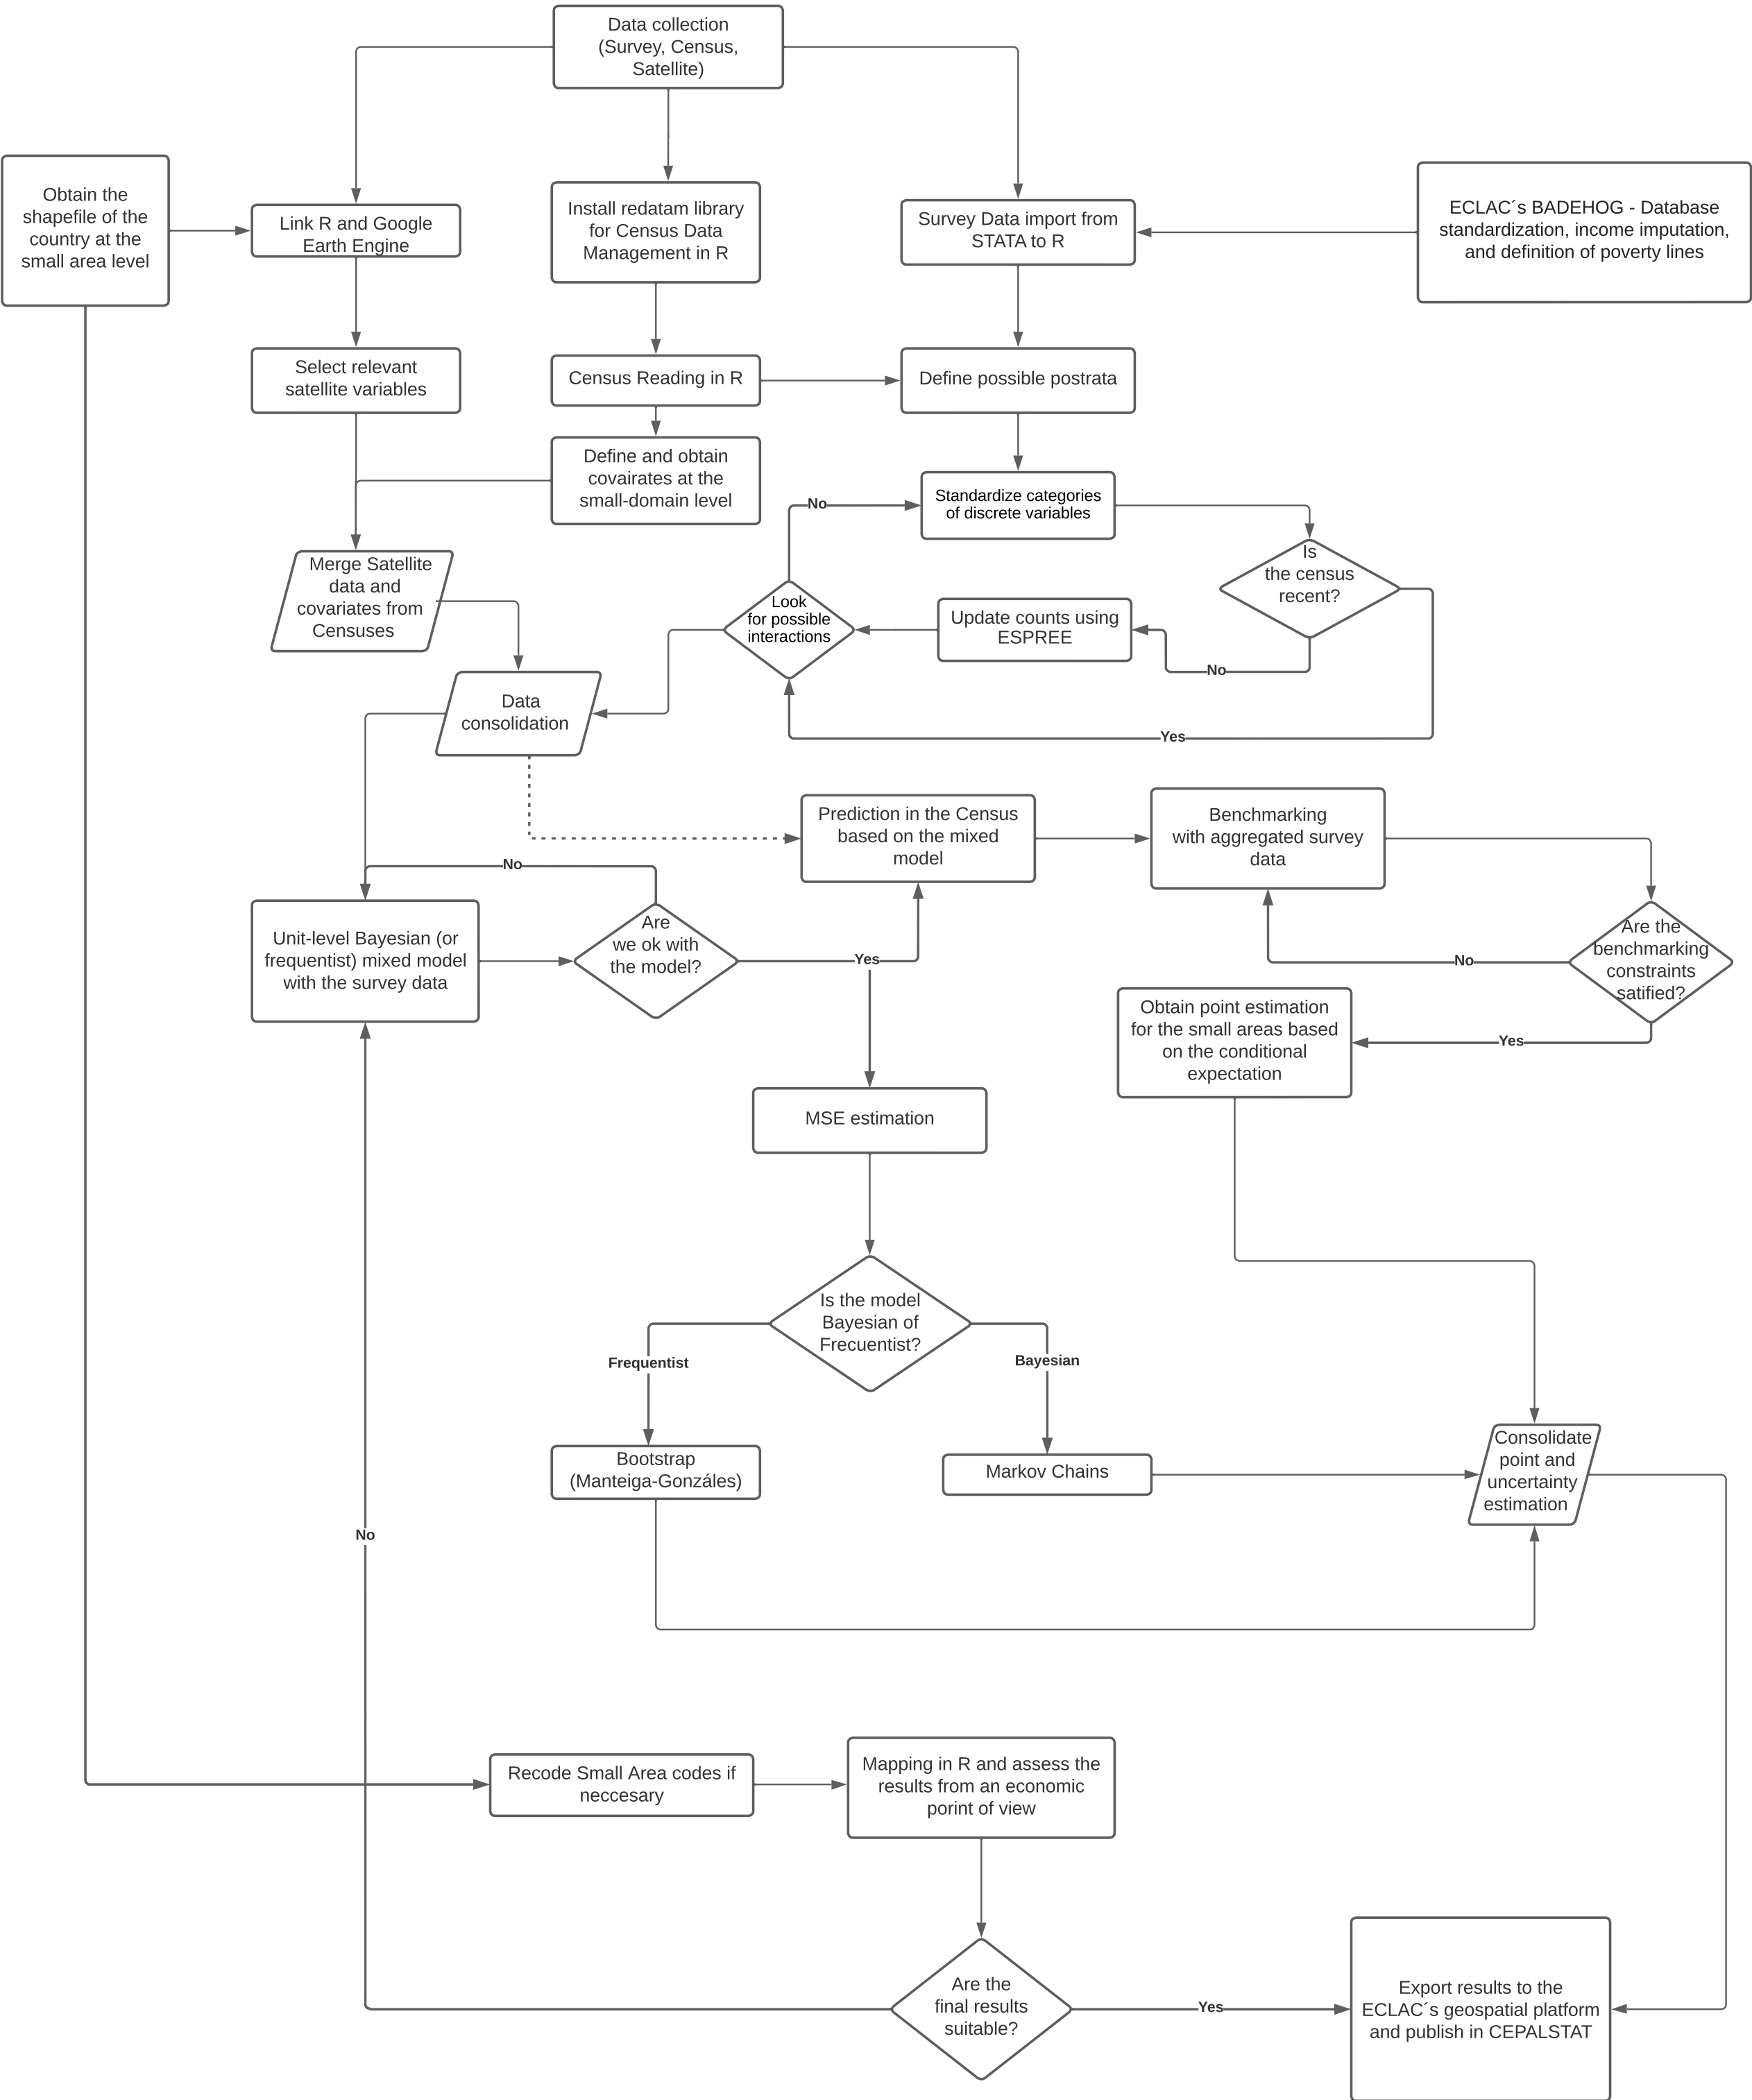 Data collection
(Survey, Census,
Satellite)
Obtain the
shapefile of the
country at the
small area level
Link R and Google
Earth Engine
Install redatam library
for Census Data
Management in R
Survey Data import from
STATA to R
ECLAC´s BADEHOG - Database
standardization, income imputation,
and definition of poverty lines
Select relevant
satellite variables
Census Reading in R
Define possible postrata
Define and obtain
covairates at the
small-domain level
No
Standardize categories
of discrete variables
Is
the census
recent?
Merge Satellite
data and
covariates from
Censuses
Look
for possible
interactions
Update counts using
ESPREE
No
Yes
Data
consolidation
Prediction in the Census
based on the mixed
model
Benchmarking
with aggregated survey
data
No
Unit-level Bayesian (or
frequentist) mixed model
with the survey data
Are
we ok with
the model?
Yes
No
Are the
benchmarking
constraints
satified?
Obtain point estimation
for the small areas based
on the conditional
expectation
Yes
MSE estimation
Is the model
Bayesian of
Frecuentist?
Frequentist
Bayesian
Bootstrap
(Manteiga-Gonzáles)
Markov Chains
Consolidate
point and
uncertainty
estimation
No
Recode Small Area codes if
neccesary
Mapping in R and assess the
results from an economic
porint of view
Are the
final results
suitable?
Yes
Export results to the
ECLAC´s geospatial platform
and publish in CEPALSTAT